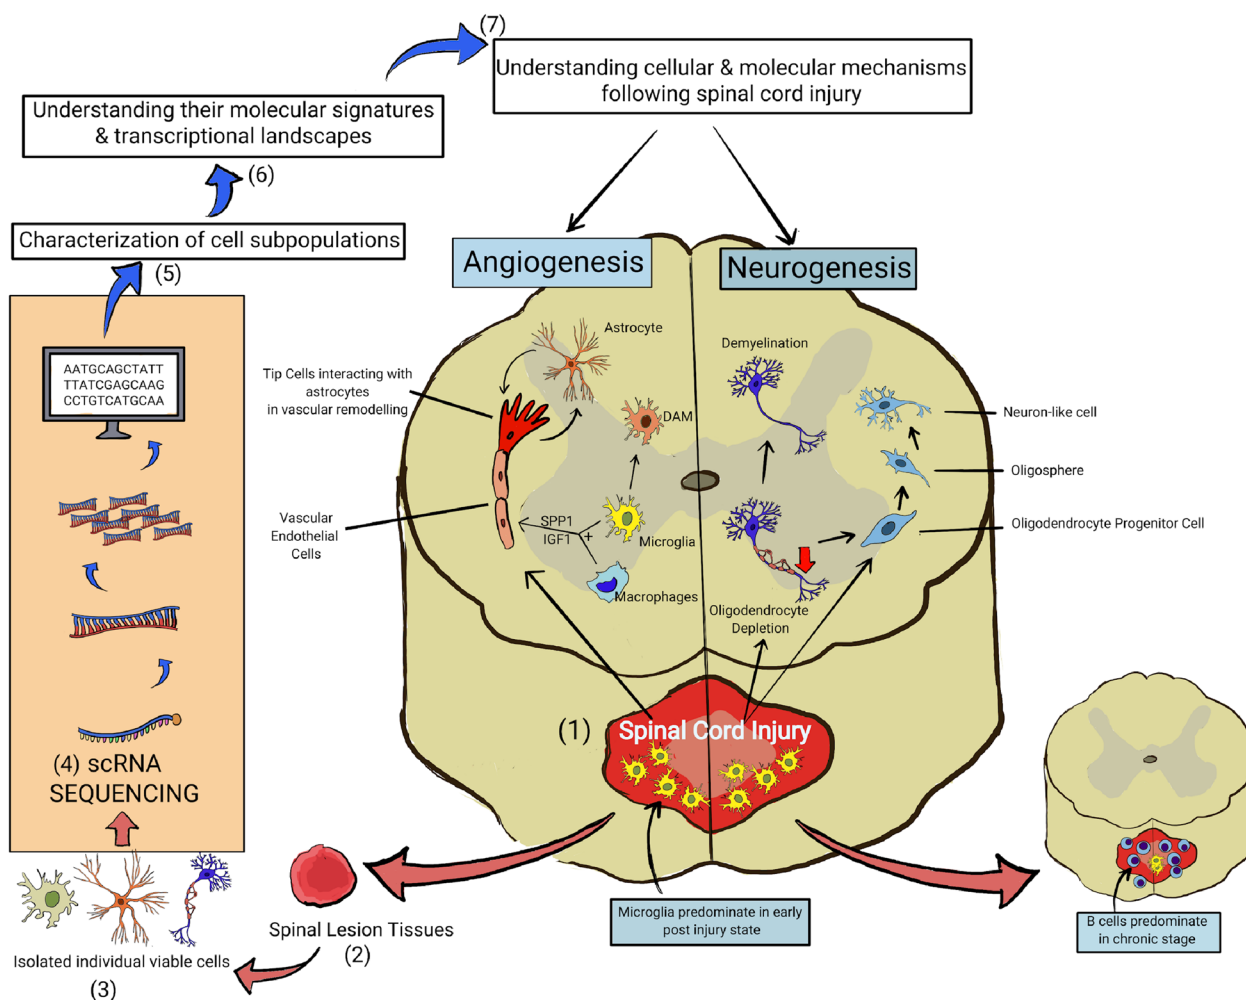 (7)
Understanding cellular & molecular mechanisms
following spinal cord injury
Understanding their molecular signatures
& transcriptional landscapes
(6)
Characterization of cell subpopulations
(5)
Angiogenesis
Neurogenesis
AATGCAGCTATT
TTATCGAGCAAG
CCTGTCATGCAA
Astrocyte
Demyelination
Tip Cells interacting with
astrocytes
in vascular remodelling
DAM
Neuron-like cell
Oligosphere
Vascular
Endothelial
Cells
SPP1
IGF1
+
Microglia
Oligodendrocyte Progenitor Cell
Macrophages
Oligodendrocyte
Depletion
(1)
Spinal Cord Injury
(4) scRNA
SEQUENCING
Microglia predominate in early
post injury state
B cells predominate
in chronic stage
Spinal Lesion Tissues
(2)
Isolated individual viable cells
(3)